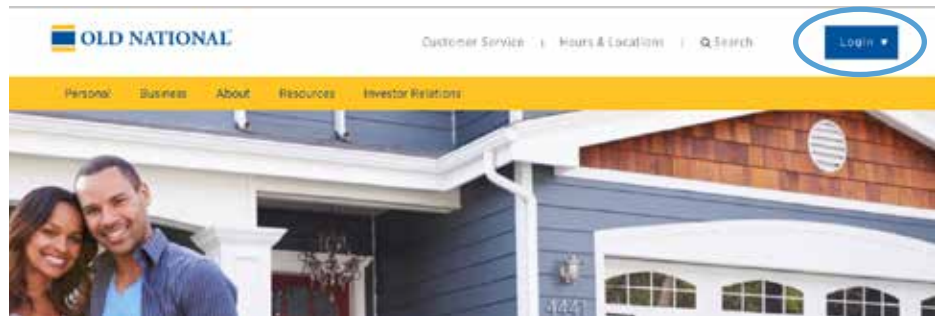 OLD NATIONAL
Customer Service | Hours & Locations | Search
Login
Personal Business About Resources Investor Relations
4441